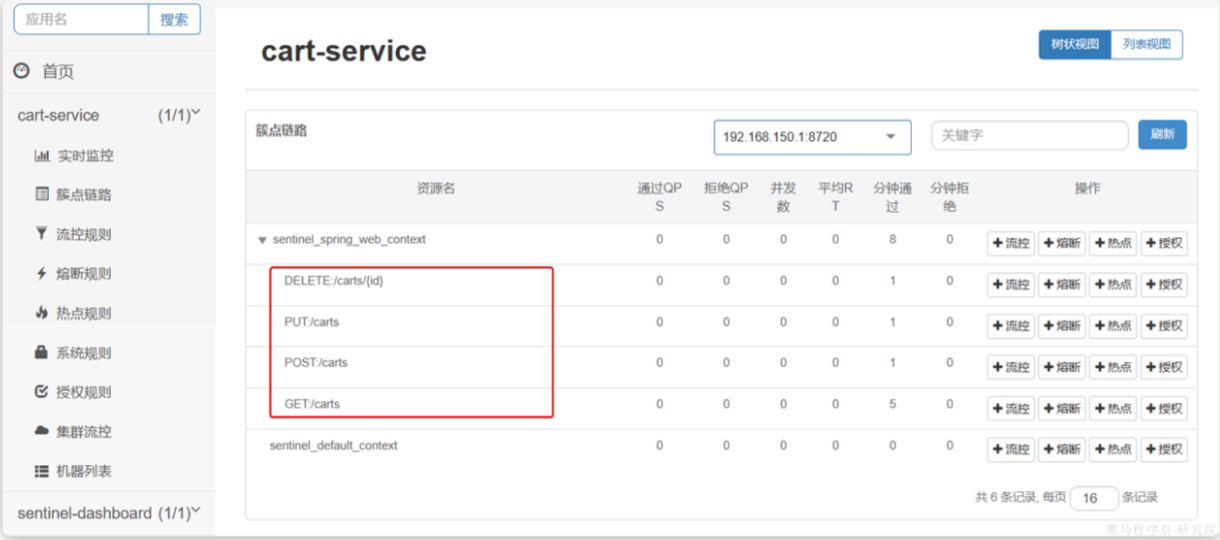 应用名 搜索
首页
cart-service (1/1)
实时监控
簇点链路
流控规则
熔断规则
热点规则
系统规则
授权规则
集群流控
机器列表
sentinel-dashboard (1/1)
cart-service 树状视图 列表视图
簇点链路 192.168.150.1:8720 关键字 刷新
资源名 通过QPS 拒绝QPS 并发数 平均RT 分钟通过 分钟拒绝 操作
sentinel_spring_web_context 0 0 0 0 8 0 流控 熔断 热点 授权
DELETE:/carts/{id} 0 0 0 0 1 0 流控 熔断 热点 授权
PUT:/carts 0 0 0 0 1 0 流控 熔断 热点 授权
POST:/carts 0 0 0 0 1 0 流控 熔断 热点 授权
GET:/carts 0 0 0 0 5 0 流控 熔断 热点 授权
sentinel_default_context 0 0 0 0 0 0 流控 熔断 热点 授权
共 6 条记录, 每页 16 条记录
黑马程序员-研究院